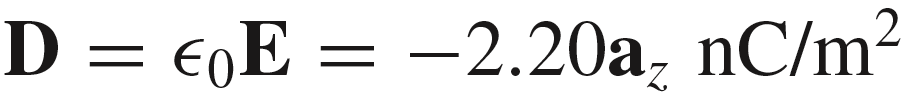 D = ϵ₀E = −2.20a_z nC/m²